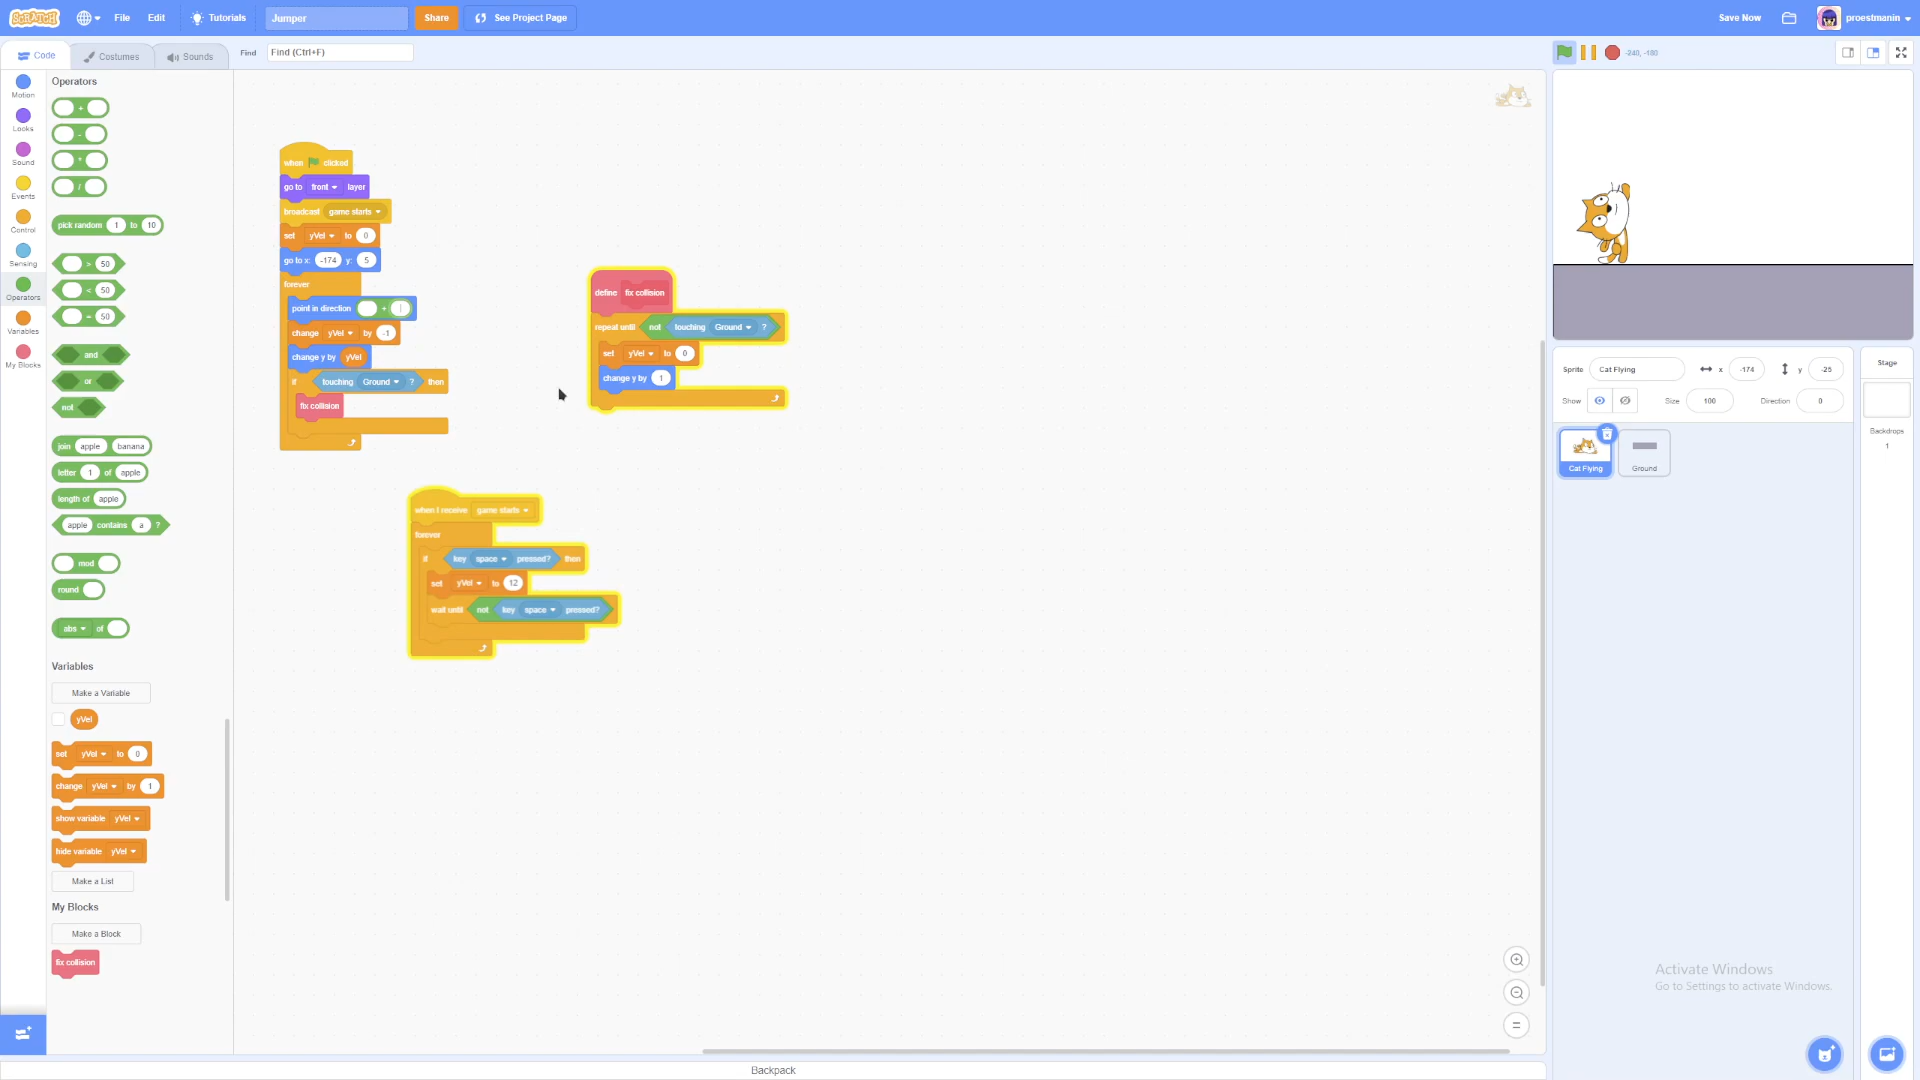 SCRATCH File Edit Tutorials Jumper Share See Project Page Save Now proestmanin
Code Costumes Sounds Find Find (Ctrl+F) -240, -180
Motion
Looks
Sound
Events
Control
Sensing
Operators
Variables
My Blocks
Operators
+
-
*
/
pick random 1 to 10
> 50
< 50
= 50
and
or
not
join apple banana
letter 1 of apple
length of apple
apple contains a ?
mod
round
abs of
Variables
Make a Variable
yVel
set yVel to 0
change yVel by 1
show variable yVel
hide variable yVel
Make a List
My Blocks
Make a Block
fix collision
when clicked
go to front layer
broadcast game starts
set yVel to 0
go to x: -174 y: 5
forever
point in direction +
change yVel by -1
change y by yVel
if touching Ground ? then
fix collision
define fix collision
repeat until not touching Ground ?
set yVel to 0
change y by 1
when I receive game starts
forever
if key space pressed? then
set yVel to 12
wait until not key space pressed?
Sprite Cat Flying x -174 y -25
Show Size 100 Direction 0
Cat Flying Ground
Stage
Backdrops
1
Activate Windows
Go to Settings to activate Windows.
Backpack